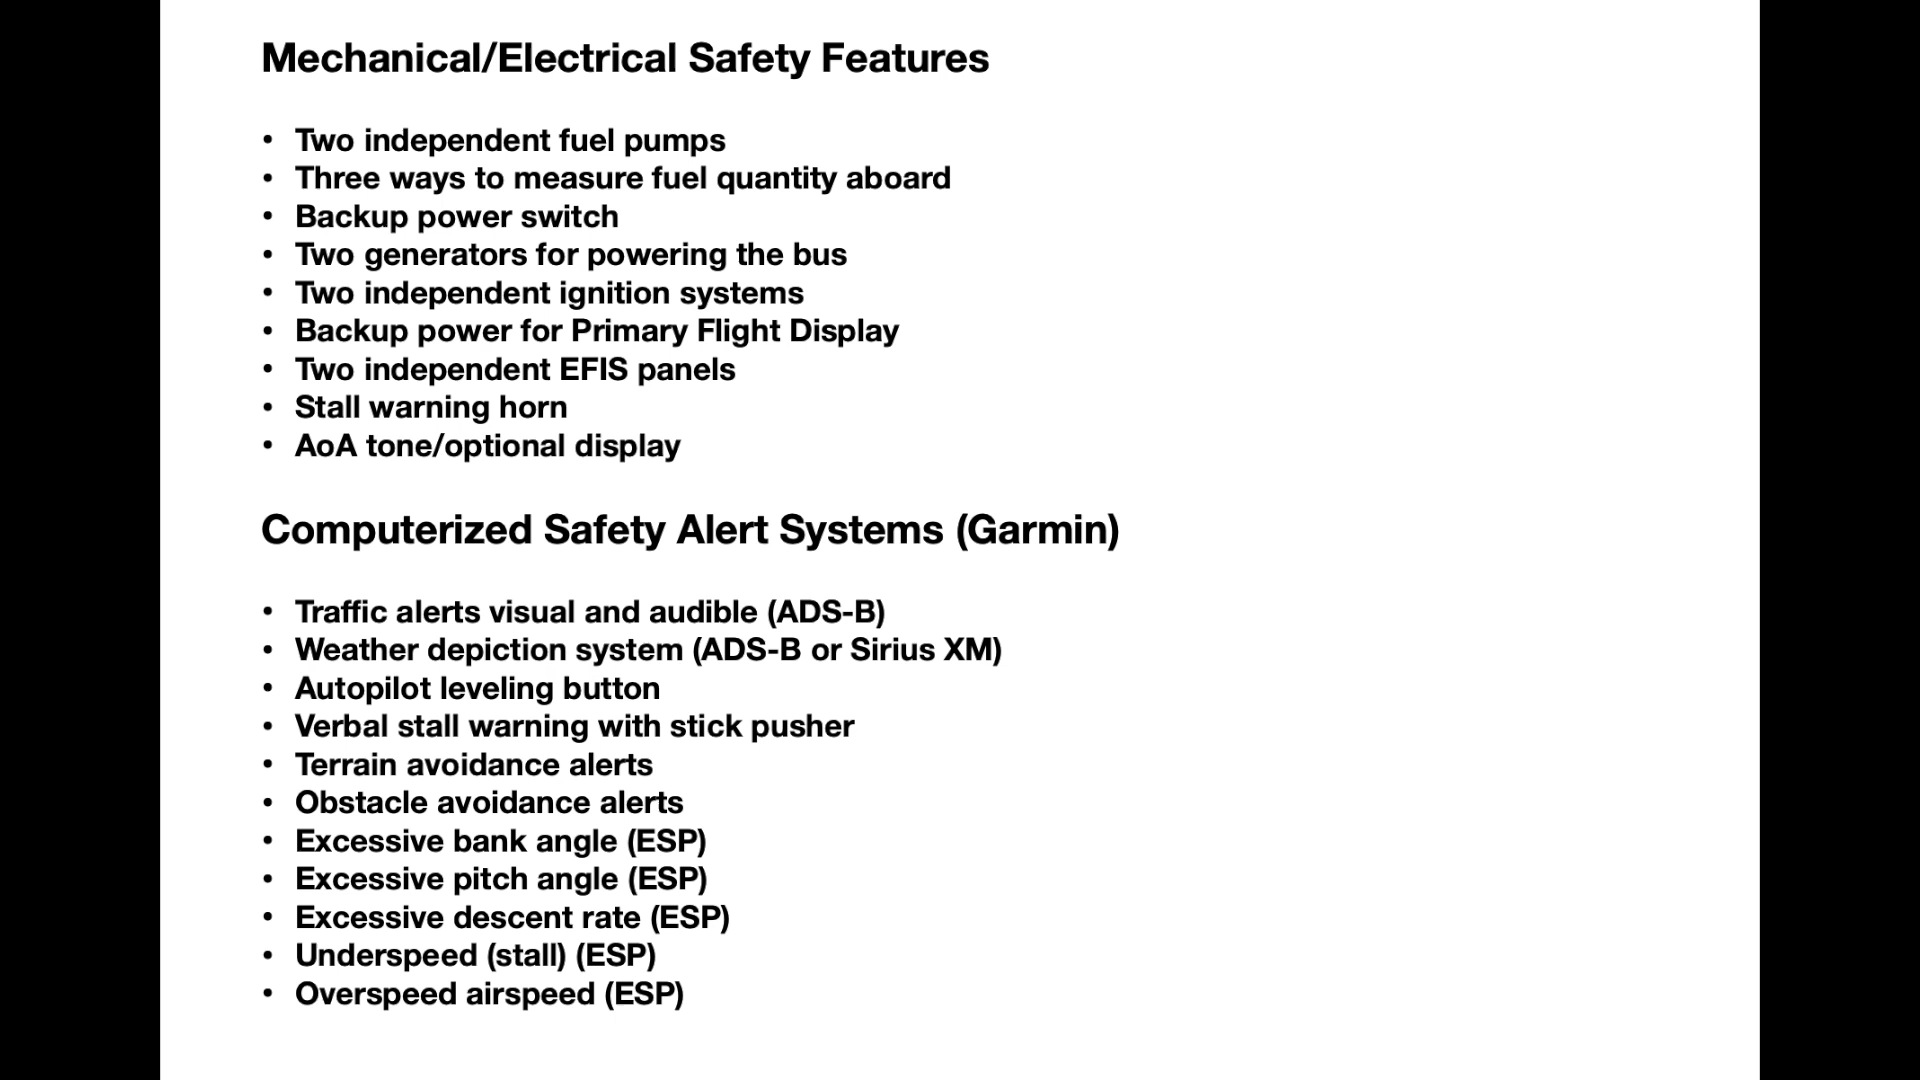 Mechanical/Electrical Safety Features
• Two independent fuel pumps
• Three ways to measure fuel quantity aboard
• Backup power switch
• Two generators for powering the bus
• Two independent ignition systems
• Backup power for Primary Flight Display
• Two independent EFIS panels
• Stall warning horn
• AoA tone/optional display
Computerized Safety Alert Systems (Garmin)
• Traffic alerts visual and audible (ADS-B)
• Weather depiction system (ADS-B or Sirius XM)
• Autopilot leveling button
• Verbal stall warning with stick pusher
• Terrain avoidance alerts
• Obstacle avoidance alerts
• Excessive bank angle (ESP)
• Excessive pitch angle (ESP)
• Excessive descent rate (ESP)
• Underspeed (stall) (ESP)
• Overspeed airspeed (ESP)